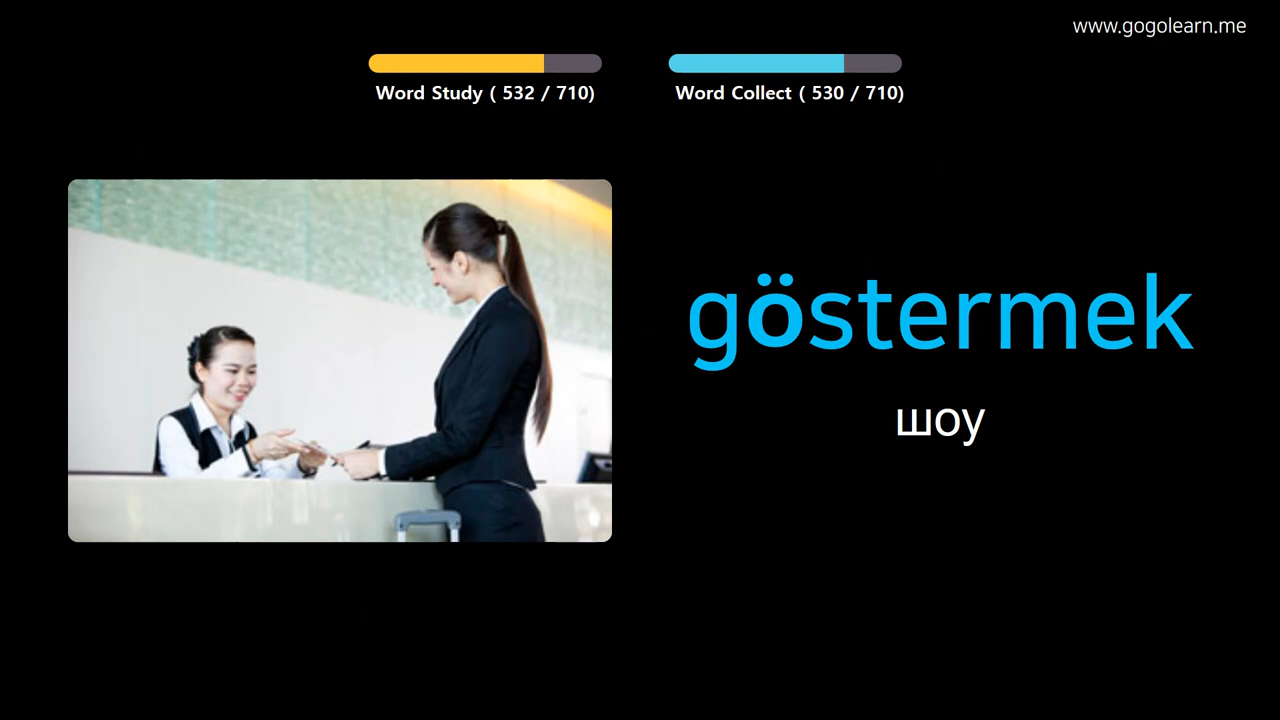 www.gogolearn.me
Word Study ( 532 / 710)
Word Collect ( 530 / 710)
göstermek
шоу